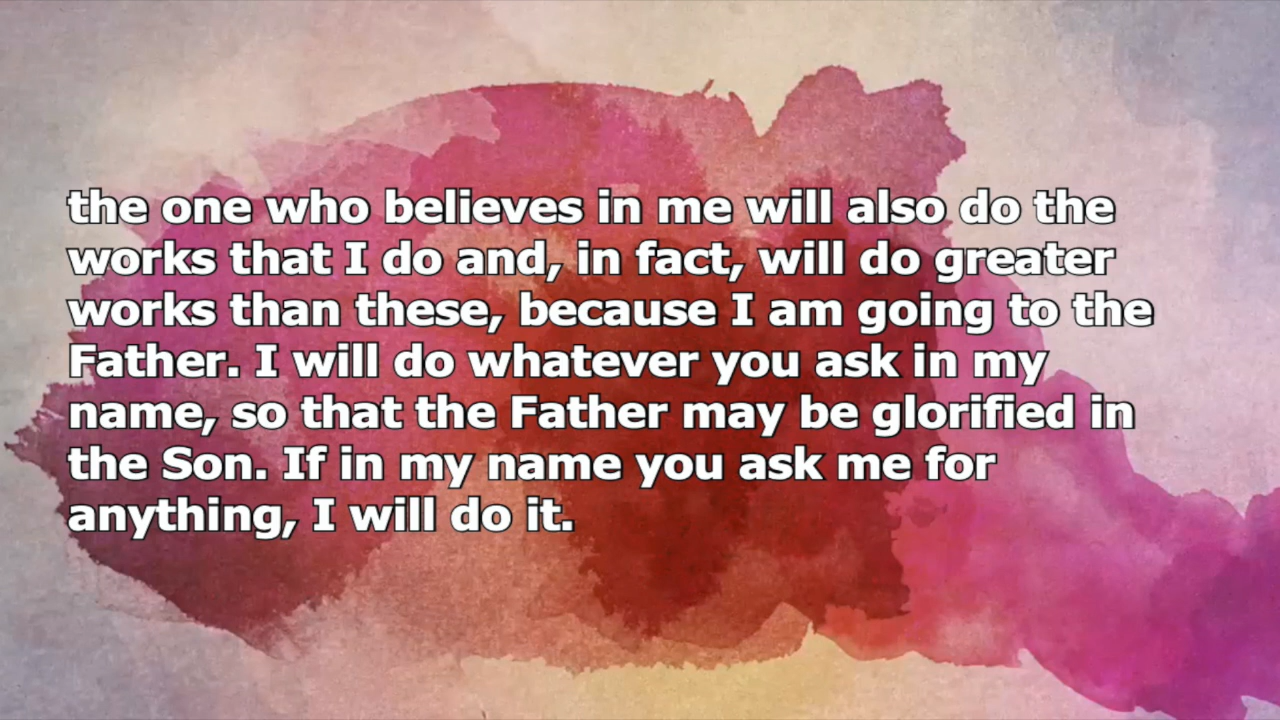 the one who believes in me will also do the
works that I do and, in fact, will do greater
works than these, because I am going to the
Father. I will do whatever you ask in my
name, so that the Father may be glorified in
the Son. If in my name you ask me for
anything, I will do it.